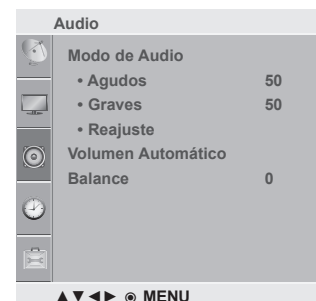 Audio
Modo de Audio
• Agudos 50
• Graves 50
• Reajuste
Volumen Automático
Balance 0
▲▼◄► ◉ MENU